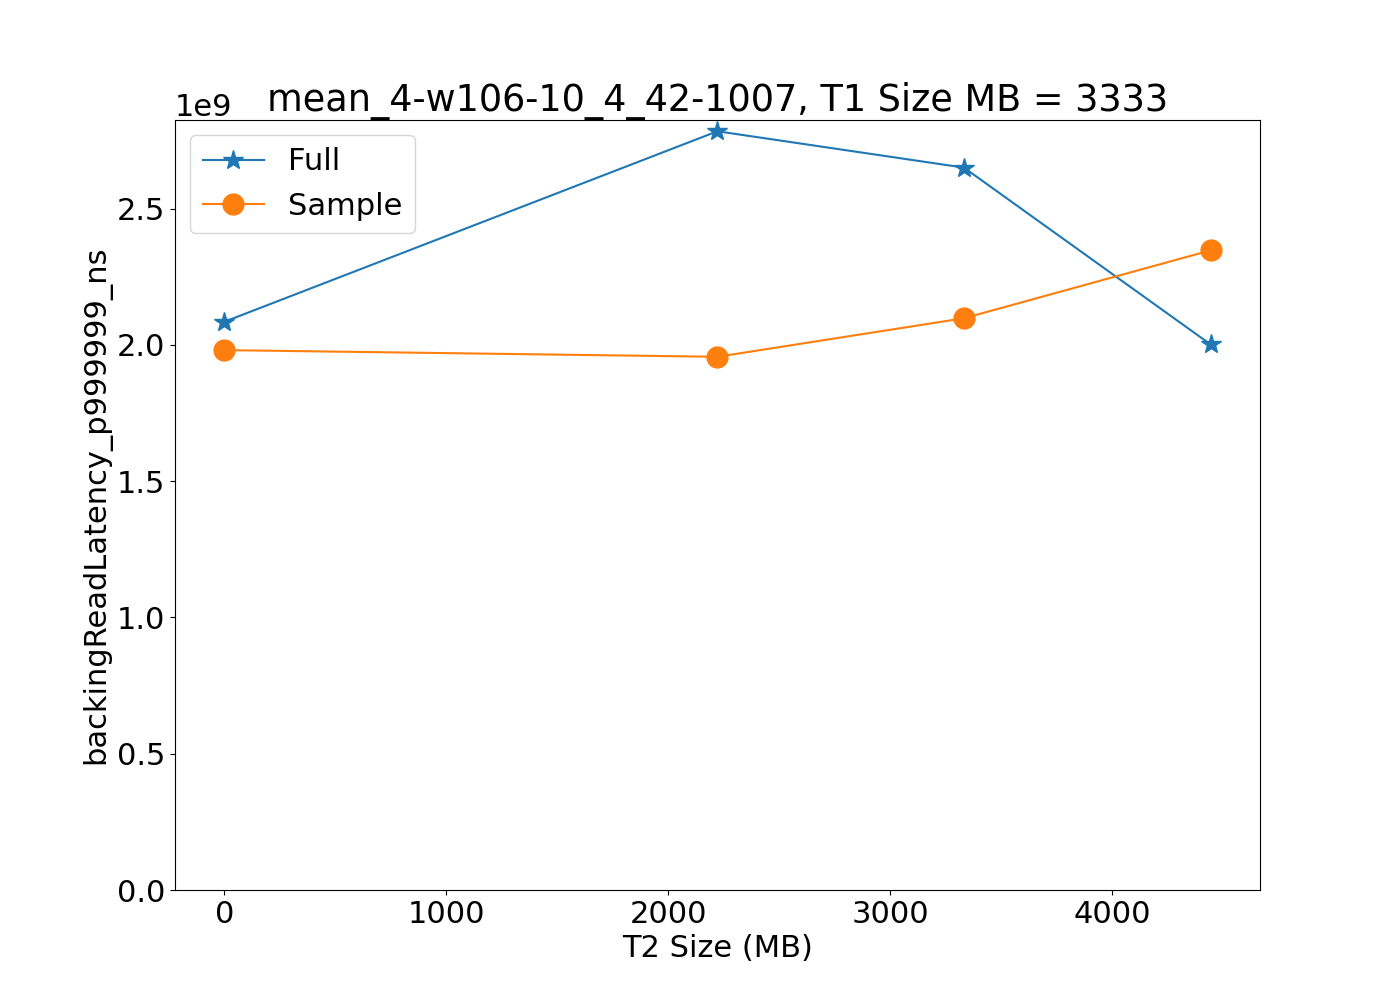 1e9
mean_4-w106-10_4_42-1007, T1 Size MB = 3333
Full
Sample
backingReadLatency_p999999_ns
2.5
2.0
1.5
1.0
0.5
0.0
0 1000 2000 3000 4000
T2 Size (MB)